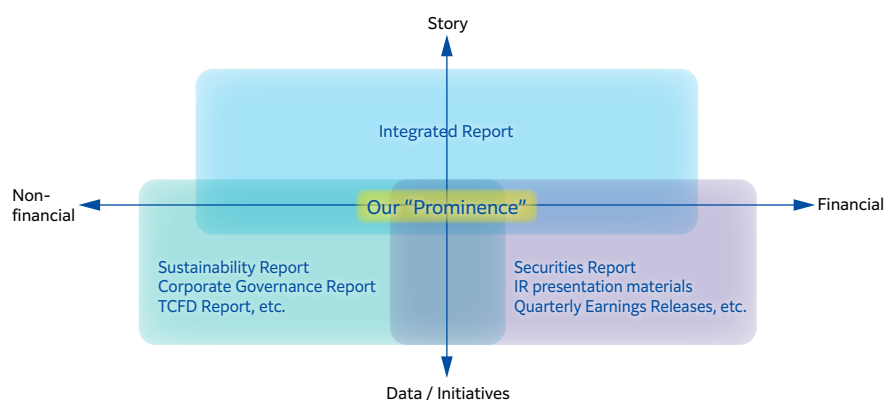 Story
Integrated Report
Non-
financial
Our “Prominence”
Financial
Sustainability Report
Corporate Governance Report
TCFD Report, etc.
Securities Report
IR presentation materials
Quarterly Earnings Releases, etc.
Data / Initiatives